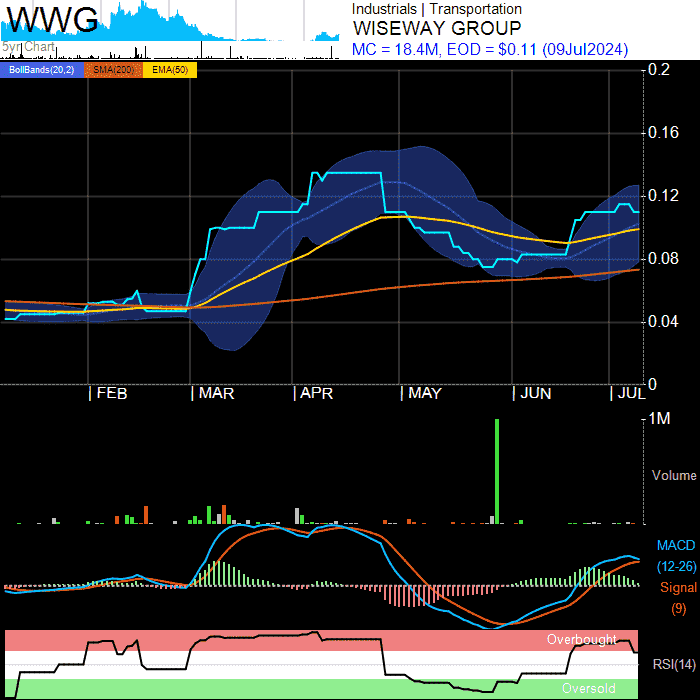 WWG
5yr Chart
Industrials | Transportation
WISEWAY GROUP
MC = 18.4M, EOD = $0.11 (09Jul2024)
BollBands(20,2) SMA(200) EMA(50)
0.2
0.16
0.12
0.08
0.04
0
| FEB | MAR | APR | MAY | JUN | JUL
1M
Volume
MACD
(12-26)
Signal
(9)
Overbought
RSI(14)
Oversold